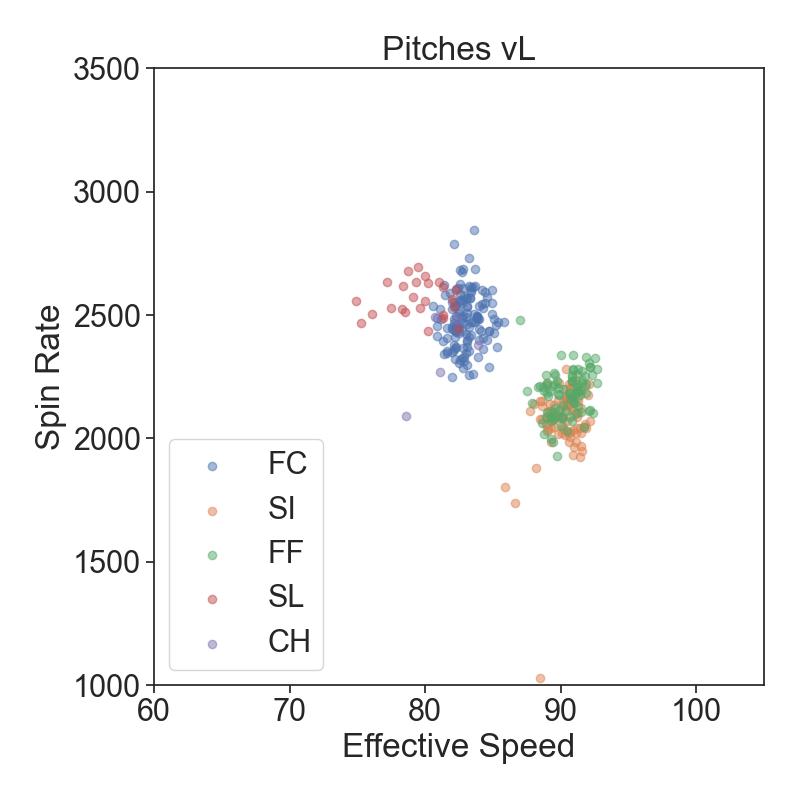 Pitches vL
3500
3000
2500
2000
1500
1000
Spin Rate
FC
SI
FF
SL
CH
60 70 80 90 100
Effective Speed